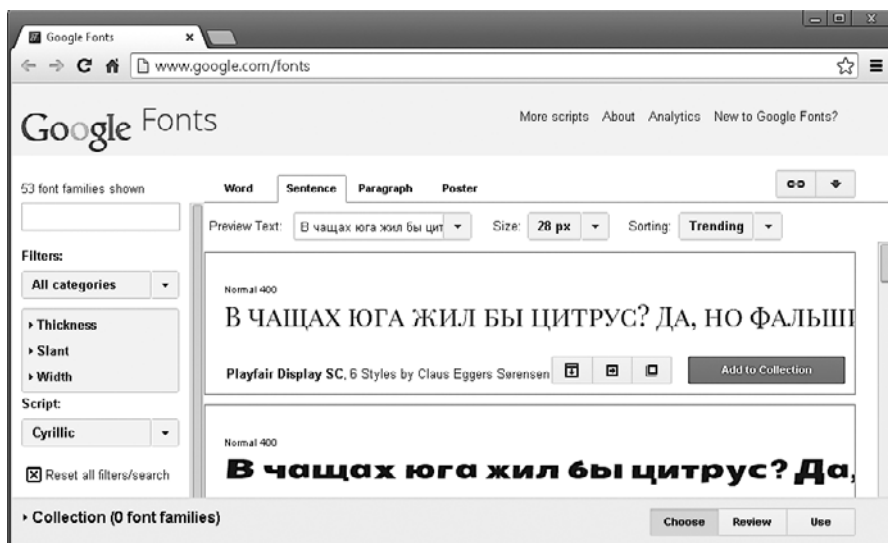 Google Fonts
www.google.com/fonts
Google Fonts
More scripts About Analytics New to Google Fonts?
53 font families shown
Word Sentence Paragraph Poster
Preview Text: В чащах юга жил бы цит Size: 28 px Sorting: Trending
Filters:
All categories
Thickness
Slant
Width
Script:
Cyrillic
Reset all filters/search
Normal 400
В чащах юга жил бы цитрус? Да, но фальши
Playfair Display SC, 6 Styles by Claus Eggers Sørensen
Add to Collection
Normal 400
В чащах юга жил бы цитрус? Да,
Collection (0 font families)
Choose Review Use